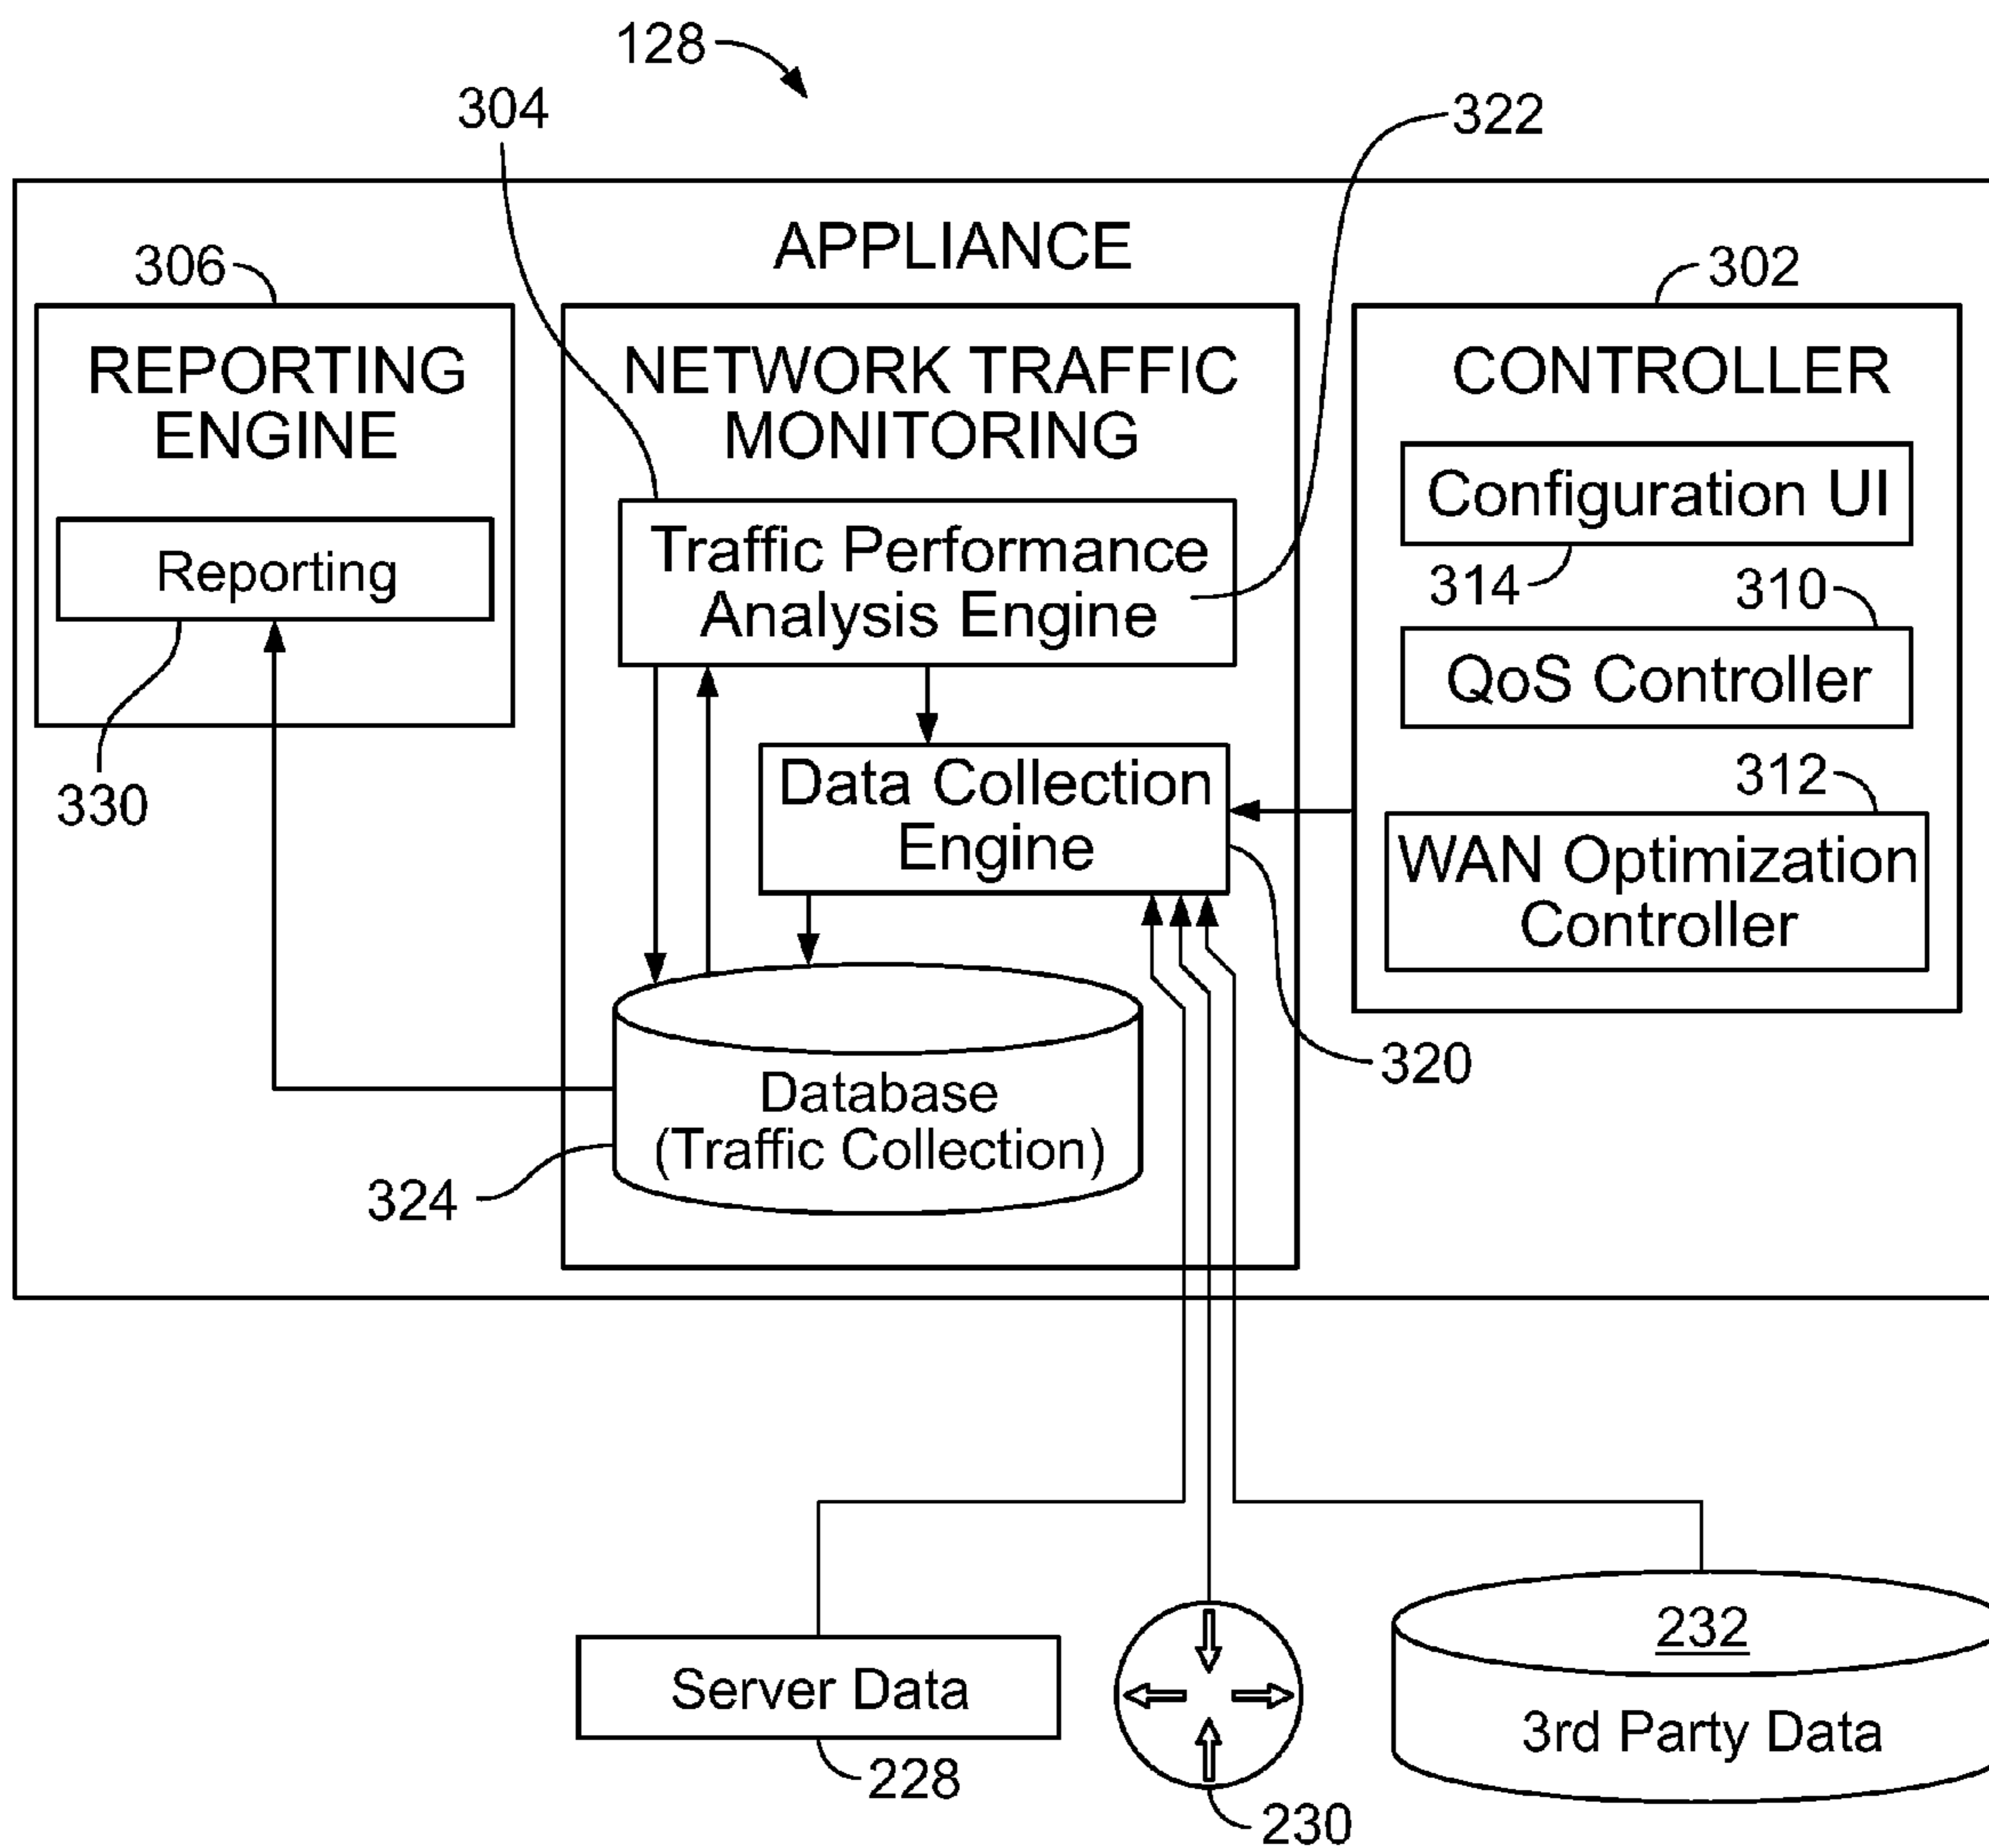 128
304
322
APPLIANCE
306
302
REPORTING
ENGINE
NETWORK TRAFFIC
MONITORING
CONTROLLER
Configuration UI
314
Reporting
330
Traffic Performance
Analysis Engine
310
QoS Controller
312
WAN Optimization
Controller
Data Collection
Engine
320
Database
(Traffic Collection)
324
Server Data
228
230
232
3rd Party Data